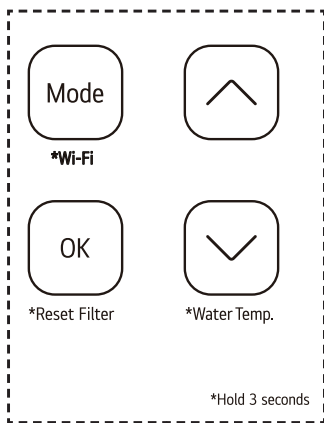 Mode
*Wi-Fi
OK
*Reset Filter
*Water Temp.
*Hold 3 seconds